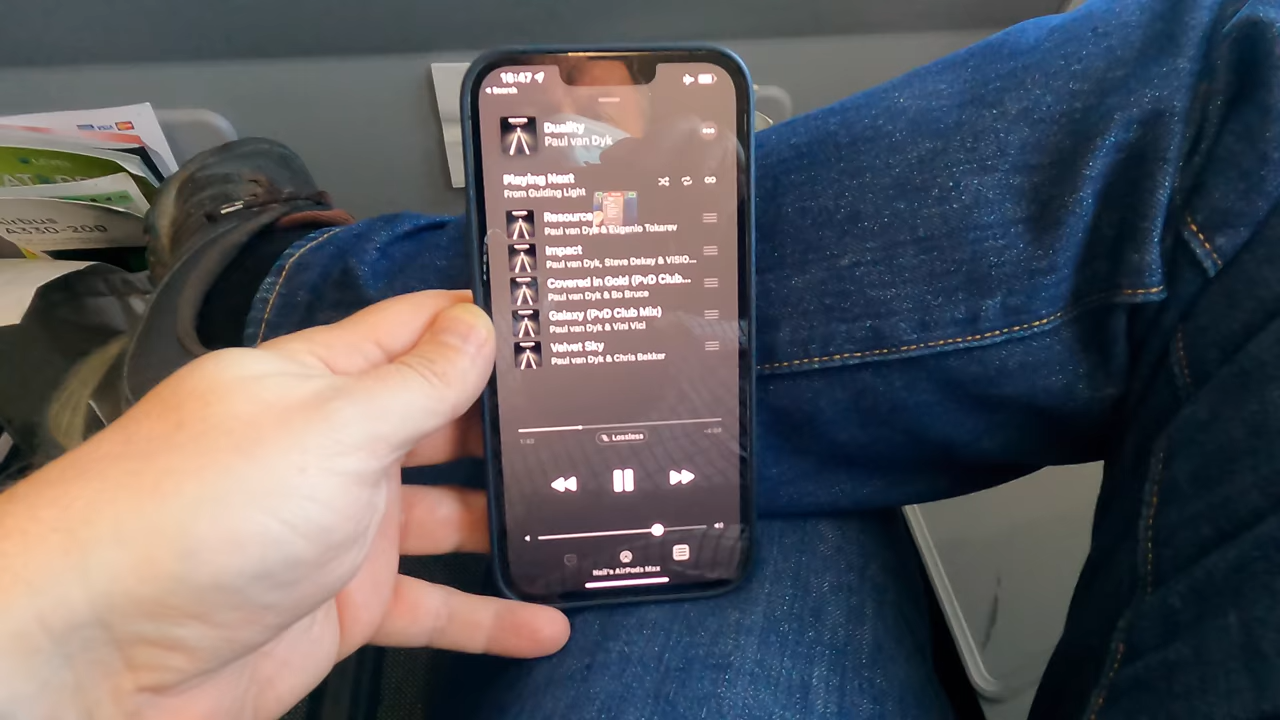 16:47
Search
Duality
Paul van Dyk
Playing Next
From Guiding Light
Resource
Paul van Dyk & Eugenio Tokarev
Impact
Paul van Dyk, Steve Dekay & VISIO...
Covered In Gold (PvD Club...
Paul van Dyk & Bo Bruce
Galaxy (PvD Club Mix)
Paul van Dyk & Vini Vici
Velvet Sky
Paul van Dyk & Chris Bekker
Lossless
Neil's AirPods Max
Airbus
A330-200